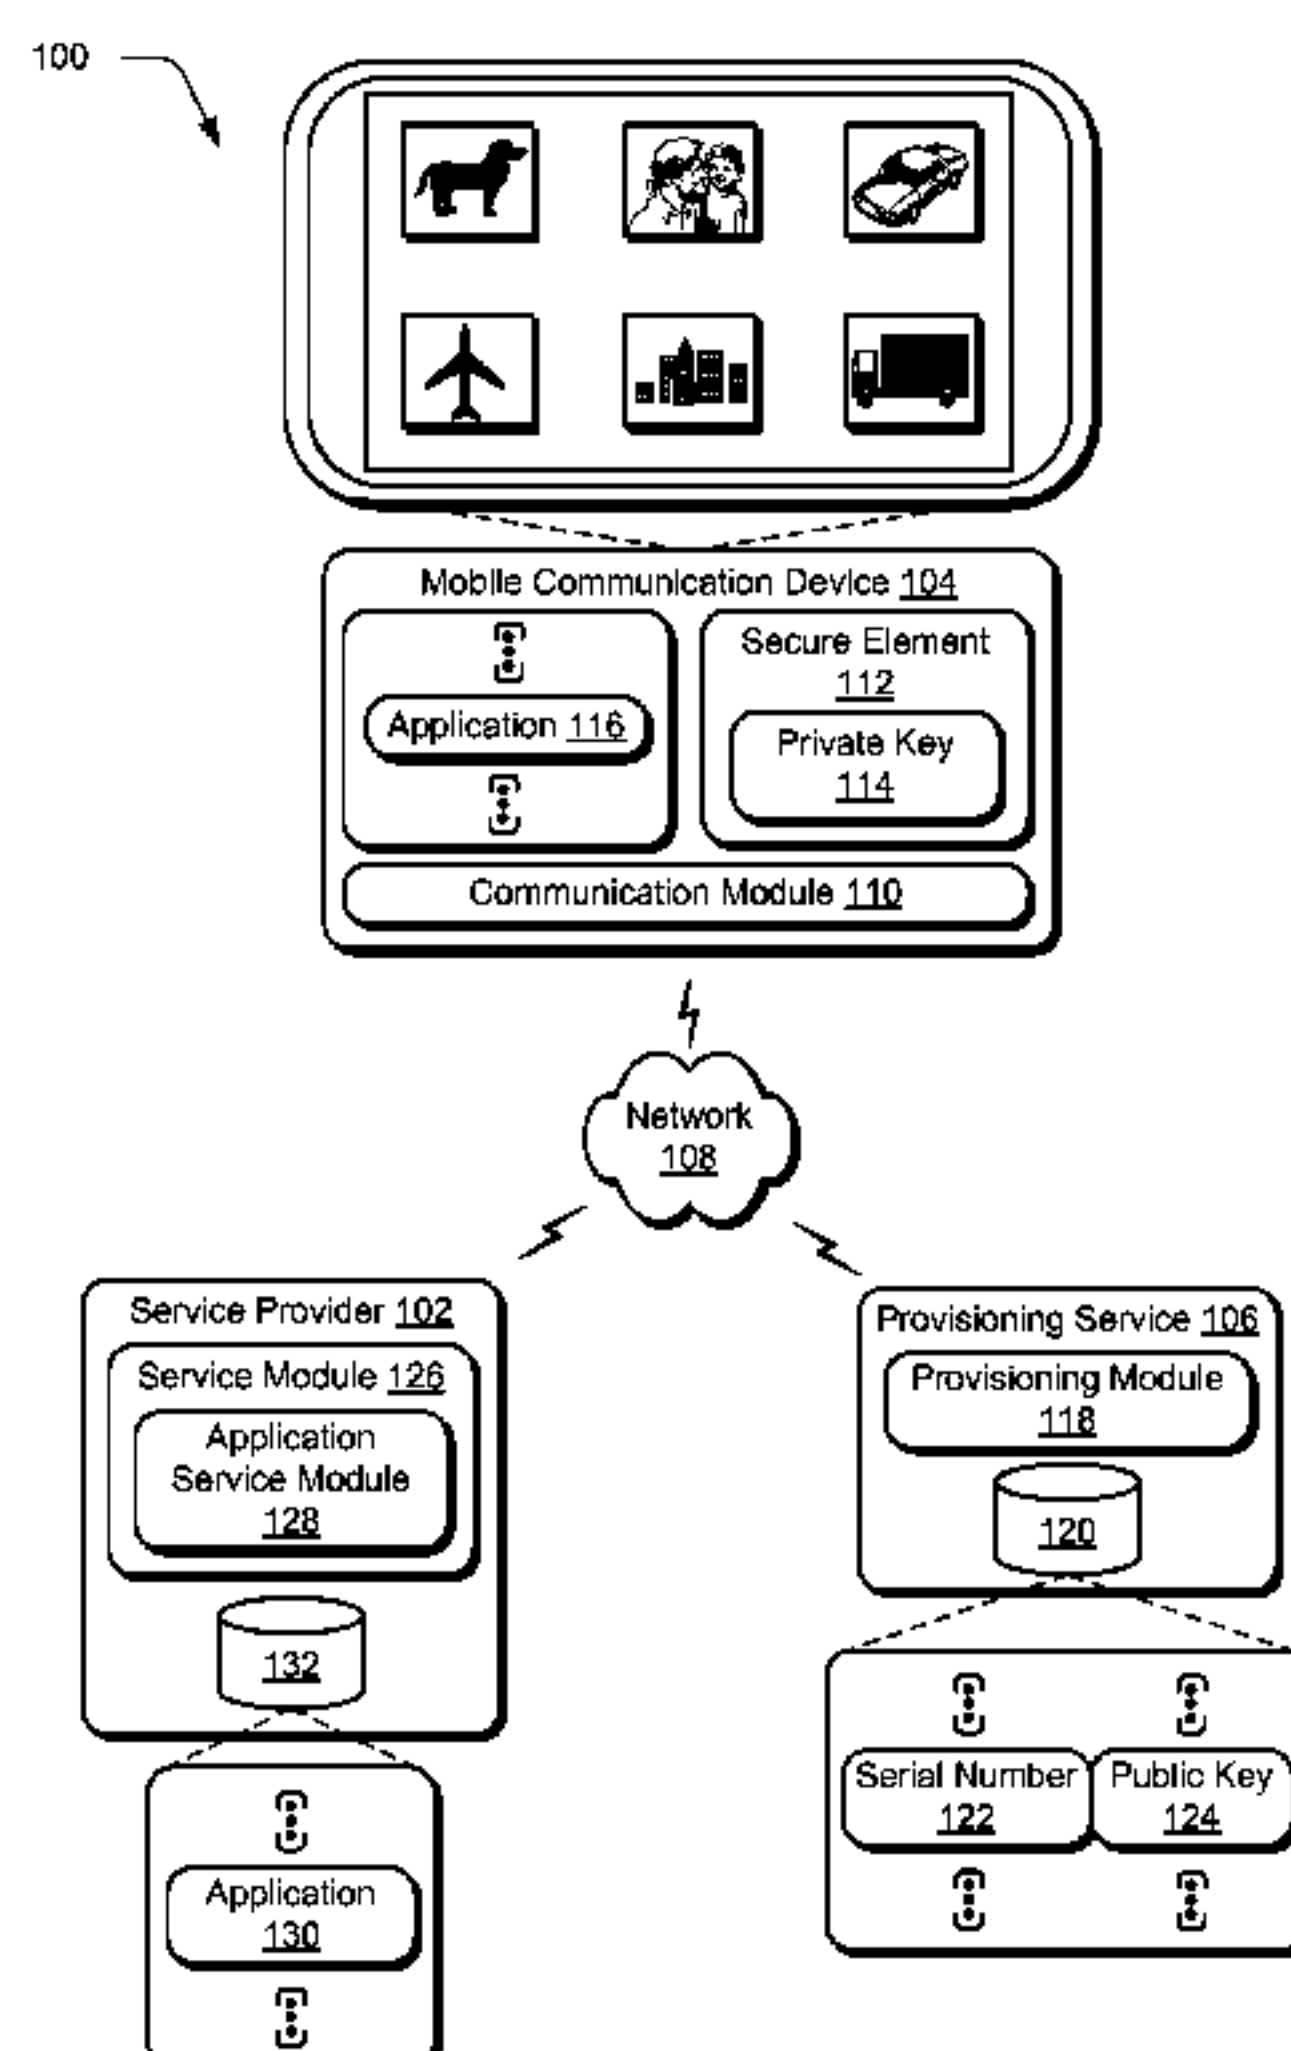 100
Mobile Communication Device 104
Application 116
Secure Element
112
Private Key
114
Communication Module 110
Network
108
Service Provider 102
Service Module 126
Application
Service Module
128
132
Application
130
Provisioning Service 106
Provisioning Module
118
120
Serial Number
122
Public Key
124